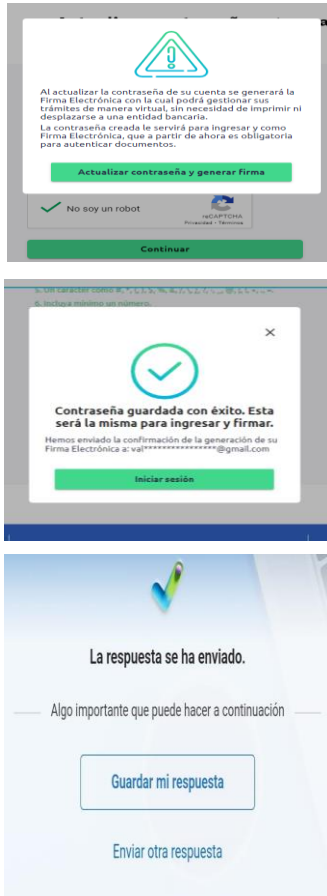 Al actualizar la contraseña de su cuenta se generará la
Firma Electrónica con la cual podrá gestionar sus
trámites de manera virtual, sin necesidad de imprimir ni
desplazarse a una entidad bancaria.
La contraseña creada le servirá para ingresar y como
Firma Electrónica, que a partir de ahora es obligatoria
para autenticar documentos.
Actualizar contraseña y generar firma
No soy un robot
reCAPTCHA
Privacidad - Términos
Continuar
6. Incluya mínimo un número.
×
Contraseña guardada con éxito. Esta
será la misma para ingresar y firmar.
Hemos enviado la confirmación de la generación de su
Firma Electrónica a: val****************@gmail.com
Iniciar sesión
La respuesta se ha enviado.
Algo importante que puede hacer a continuación
Guardar mi respuesta
Enviar otra respuesta